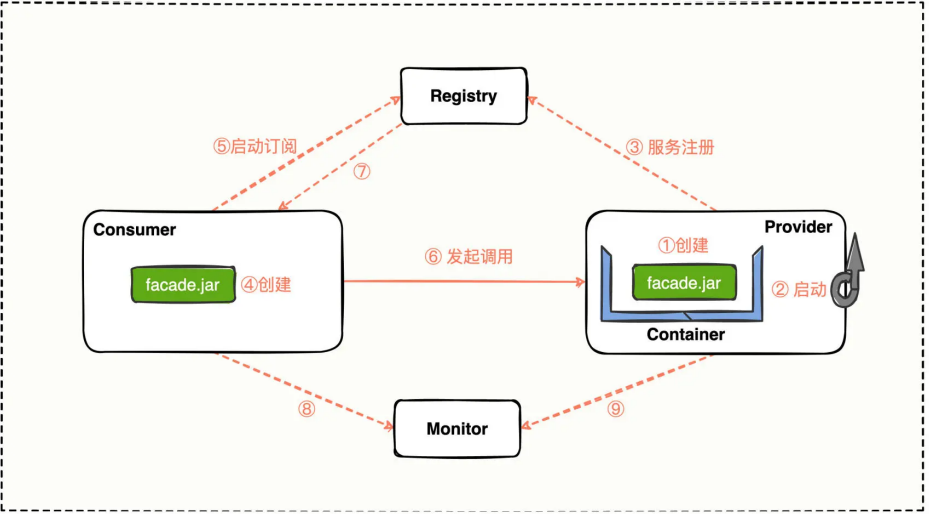 Registry
⑤启动订阅
③ 服务注册
⑦
Consumer
Provider
⑥ 发起调用
①创建
facade.jar
④创建
facade.jar
② 启动
Container
⑧
⑨
Monitor